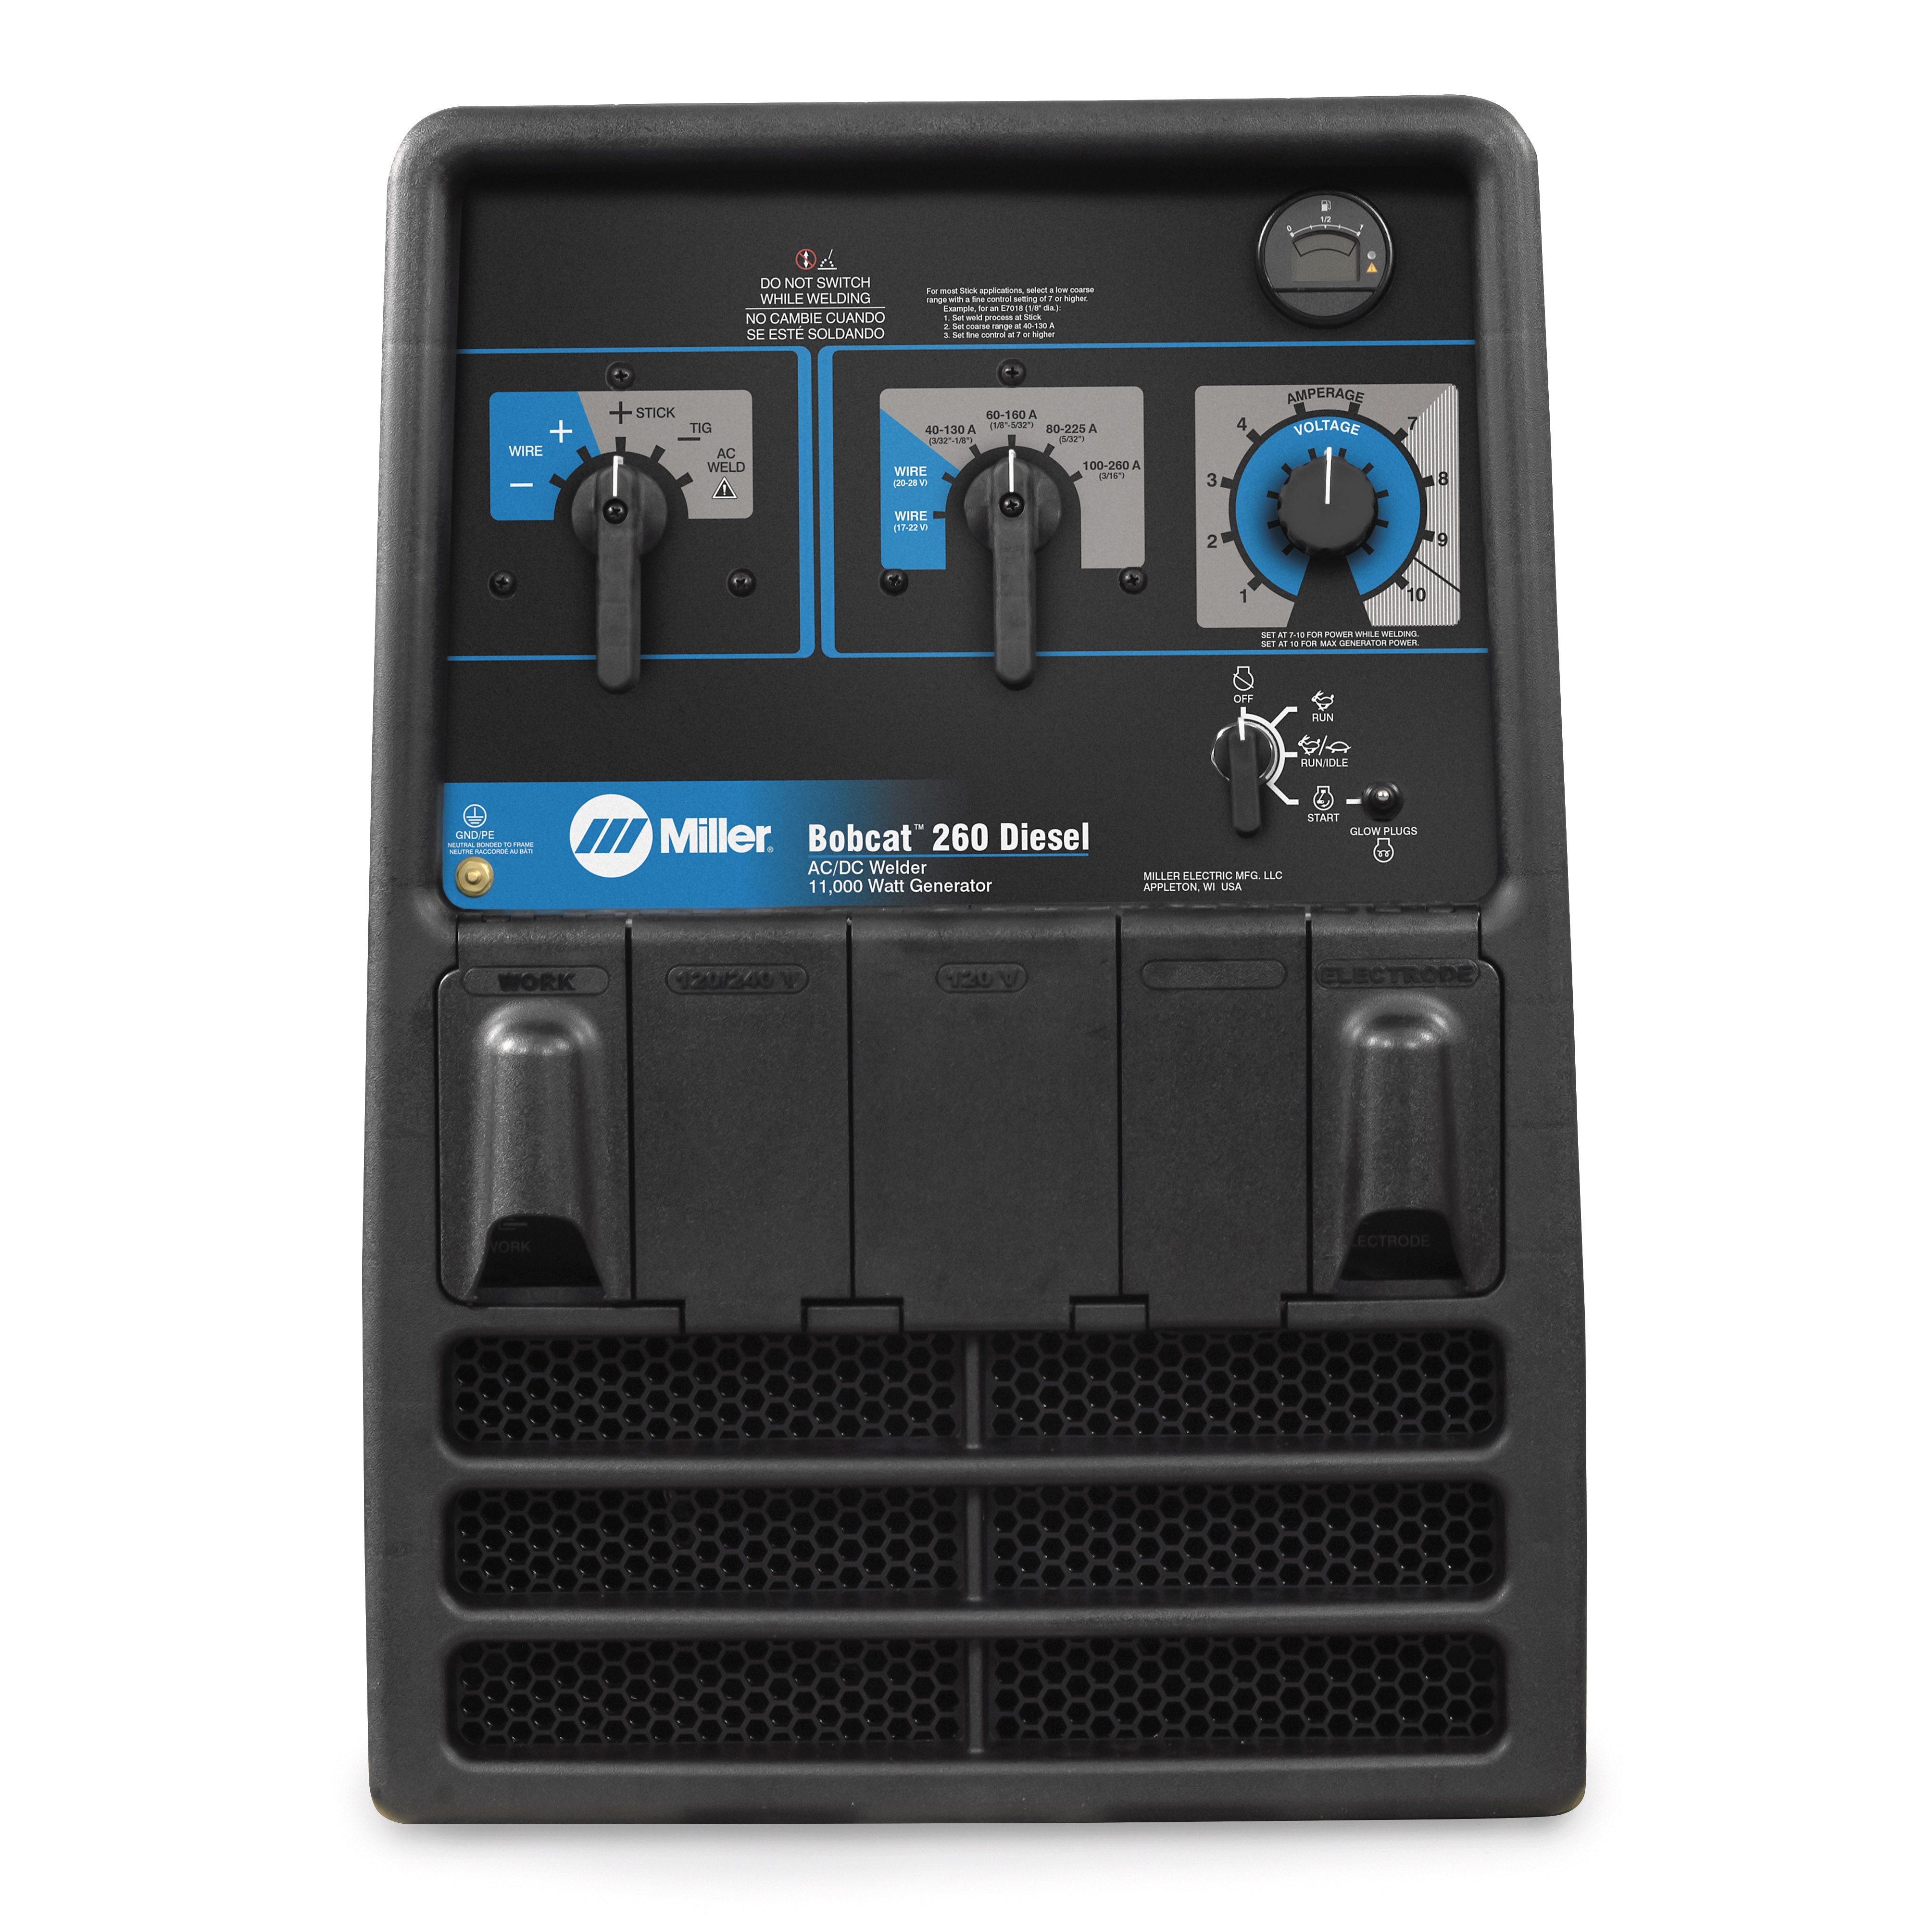 0 1/2 1
DO NOT SWITCH
WHILE WELDING
NO CAMBIE CUANDO
SE ESTÉ SOLDANDO
For most Stick applications, select a low coarse
range with a fine control setting of 7 or higher.
Example, for an E7018 (1/8" dia.):
1. Set weld process at Stick
2. Set coarse range at 40-130 A
3. Set fine control at 7 or higher
WIRE
+
−
+ STICK
− TIG
AC
WELD
WIRE
(17-22 V)
WIRE
(20-28 V)
40-130 A
(3/32"-1/8")
60-160 A
(1/8"-5/32")
80-225 A
(5/32")
100-260 A
(3/16")
AMPERAGE
VOLTAGE
1
2
3
4
7
8
9
10
SET AT 7-10 FOR POWER WHILE WELDING.
SET AT 10 FOR MAX GENERATOR POWER.
OFF
RUN
RUN/IDLE
START
GLOW PLUGS
GND/PE
NEUTRAL BONDED TO FRAME
NEUTRE RACCORDÉ AU BÂTI
Miller®
Bobcat™ 260 Diesel
AC/DC Welder
11,000 Watt Generator
MILLER ELECTRIC MFG. LLC
APPLETON, WI USA
WORK
120/240 V
120 V
ELECTRODE
WORK
ELECTRODE